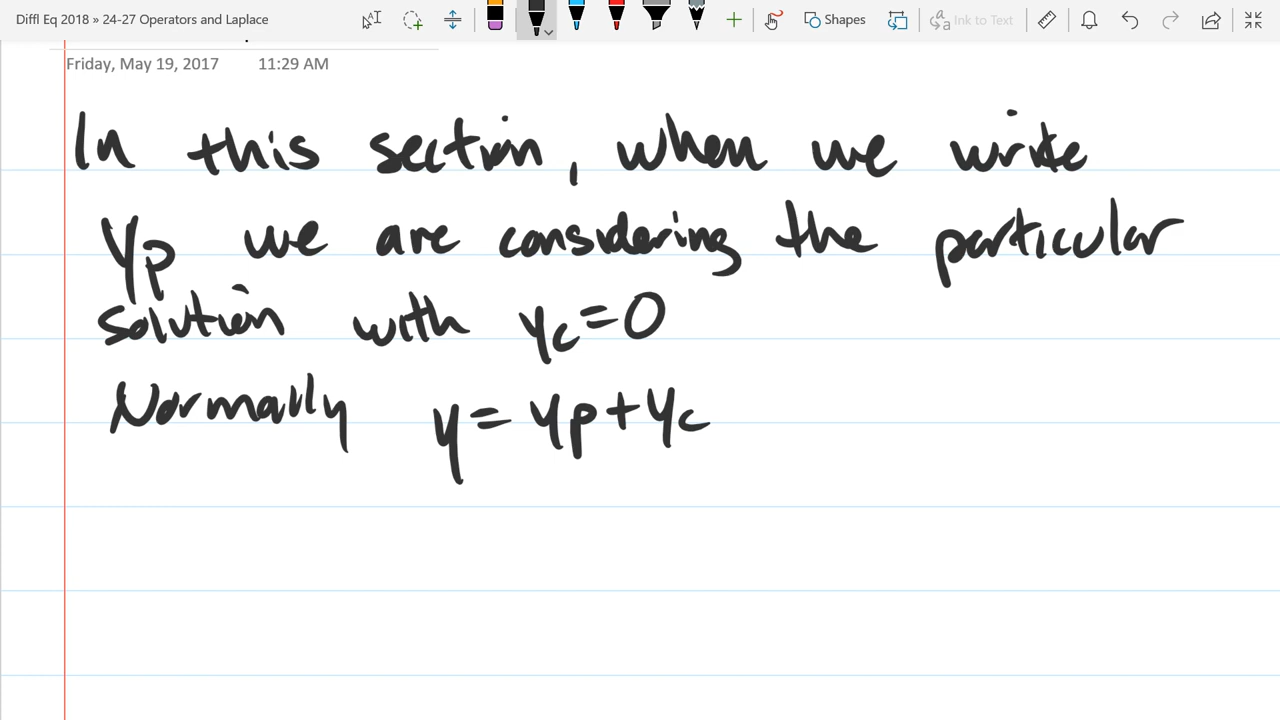 Diffl Eq 2018 » 24-27 Operators and Laplace
Shapes
Ink to Text
Friday, May 19, 2017 11:29 AM
In this section, when we write
yp we are considering the particular
solution with yc=0
Normally y = yp + yc